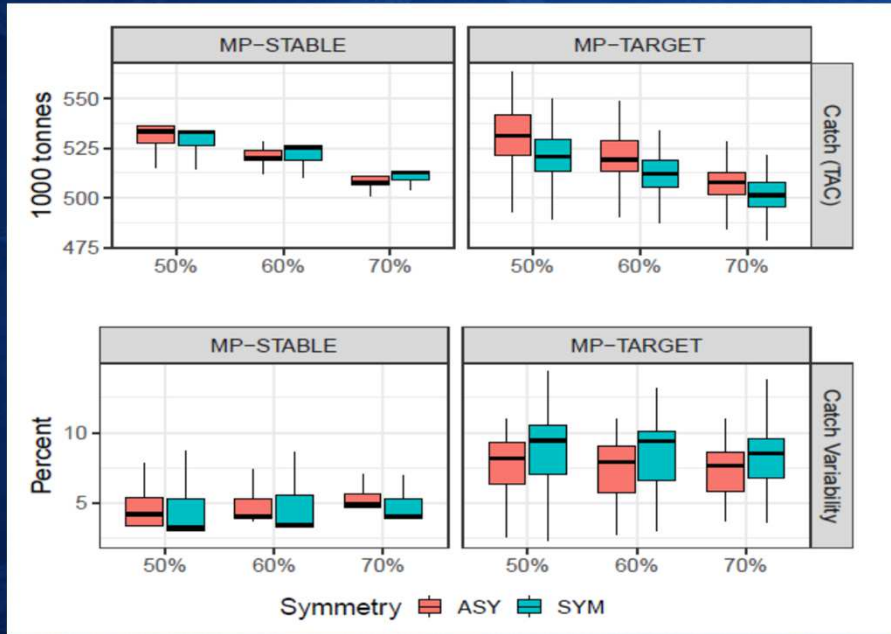 MP-STABLE MP-TARGET
1000 tonnes
550
525
500
475
Catch (TAC)
50% 60% 70% 50% 60% 70%
MP-STABLE MP-TARGET
Percent
10
5
Catch Variability
50% 60% 70% 50% 60% 70%
Symmetry ASY SYM